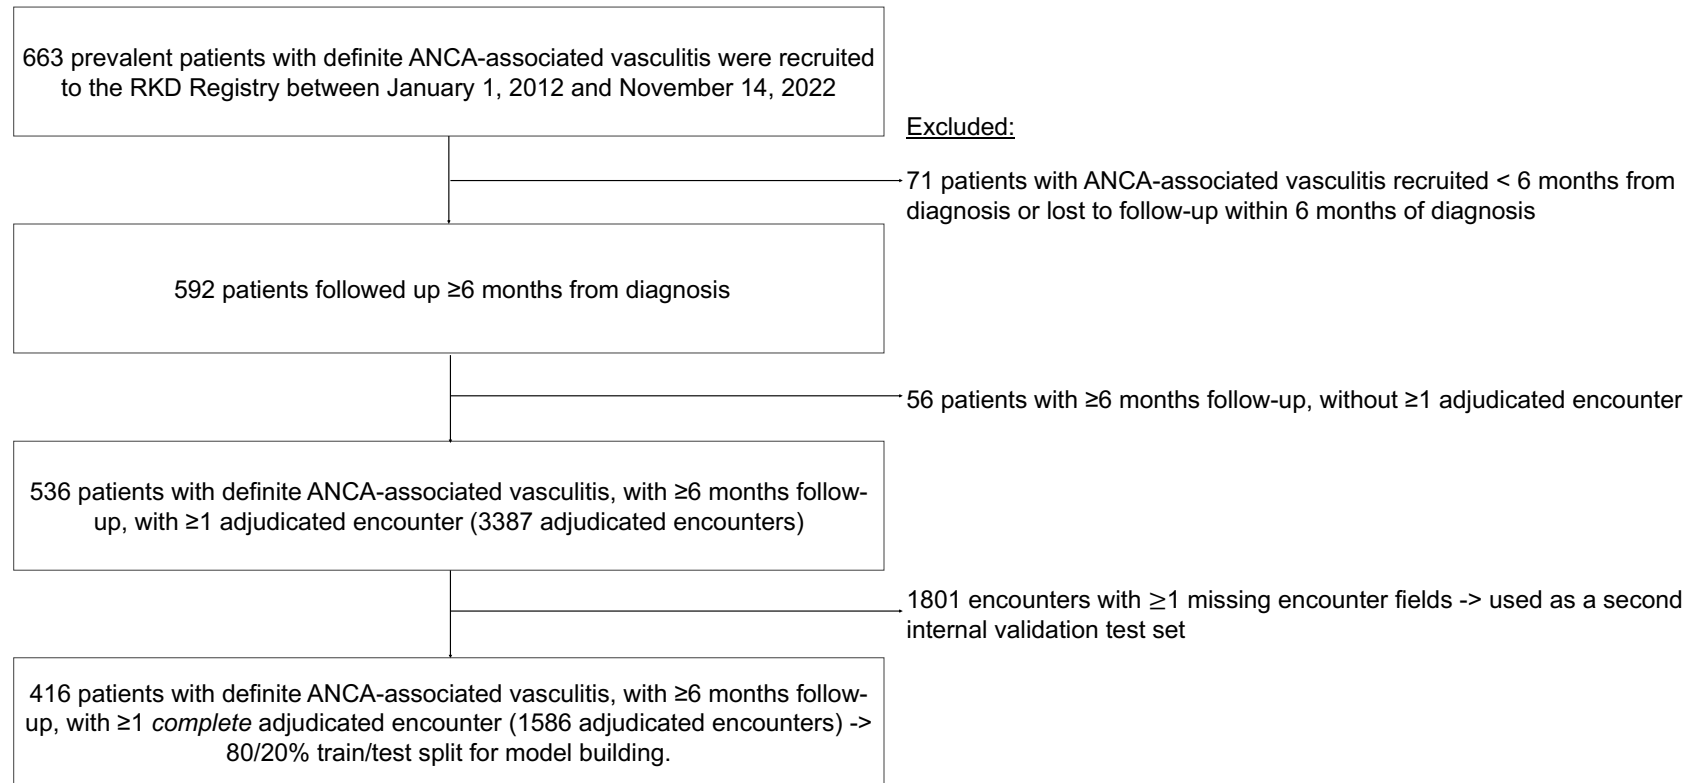 663 prevalent patients with definite ANCA-associated vasculitis were recruited
to the RKD Registry between January 1, 2012 and November 14, 2022
Excluded:
71 patients with ANCA-associated vasculitis recruited < 6 months from
diagnosis or lost to follow-up within 6 months of diagnosis
592 patients followed up ≥6 months from diagnosis
56 patients with ≥6 months follow-up, without ≥1 adjudicated encounter
536 patients with definite ANCA-associated vasculitis, with ≥6 months follow-
up, with ≥1 adjudicated encounter (3387 adjudicated encounters)
1801 encounters with ≥1 missing encounter fields -> used as a second
internal validation test set
416 patients with definite ANCA-associated vasculitis, with ≥6 months follow-
up, with ≥1 complete adjudicated encounter (1586 adjudicated encounters) ->
80/20% train/test split for model building.